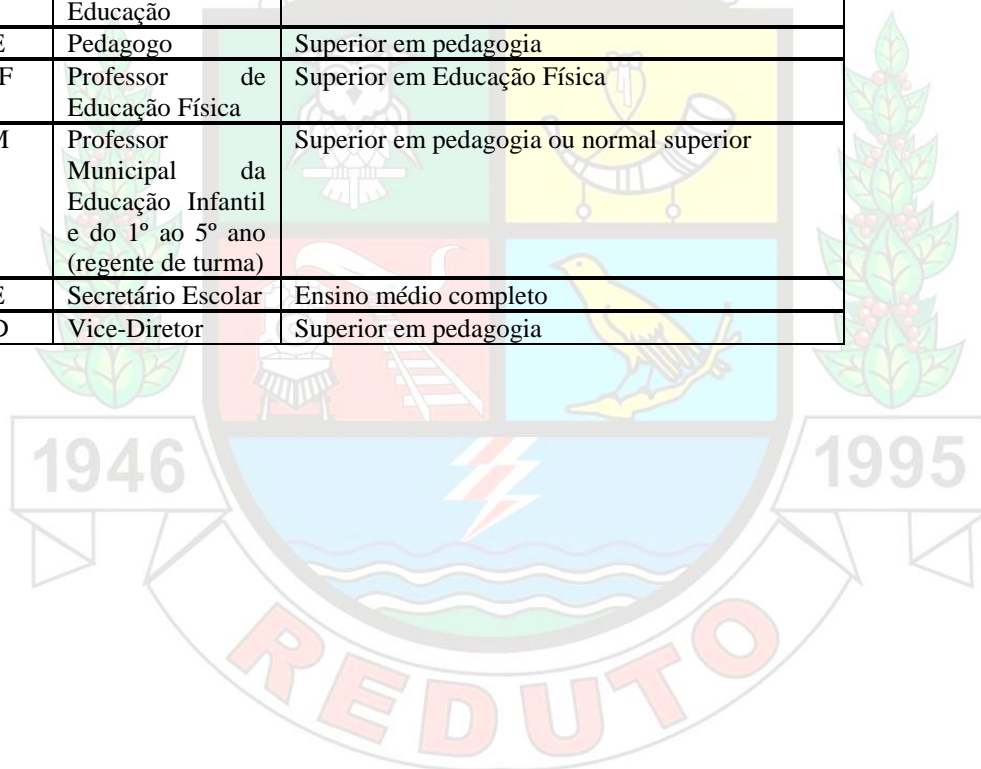 Educação
E Pedagogo Superior em pedagogia
F Professor de Superior em Educação Física
Educação Física
M Professor Superior em pedagogia ou normal superior
Municipal da
Educação Infantil
e do 1º ao 5º ano
(regente de turma)
E Secretário Escolar Ensino médio completo
D Vice-Diretor Superior em pedagogia
1946 1995
REDUTO